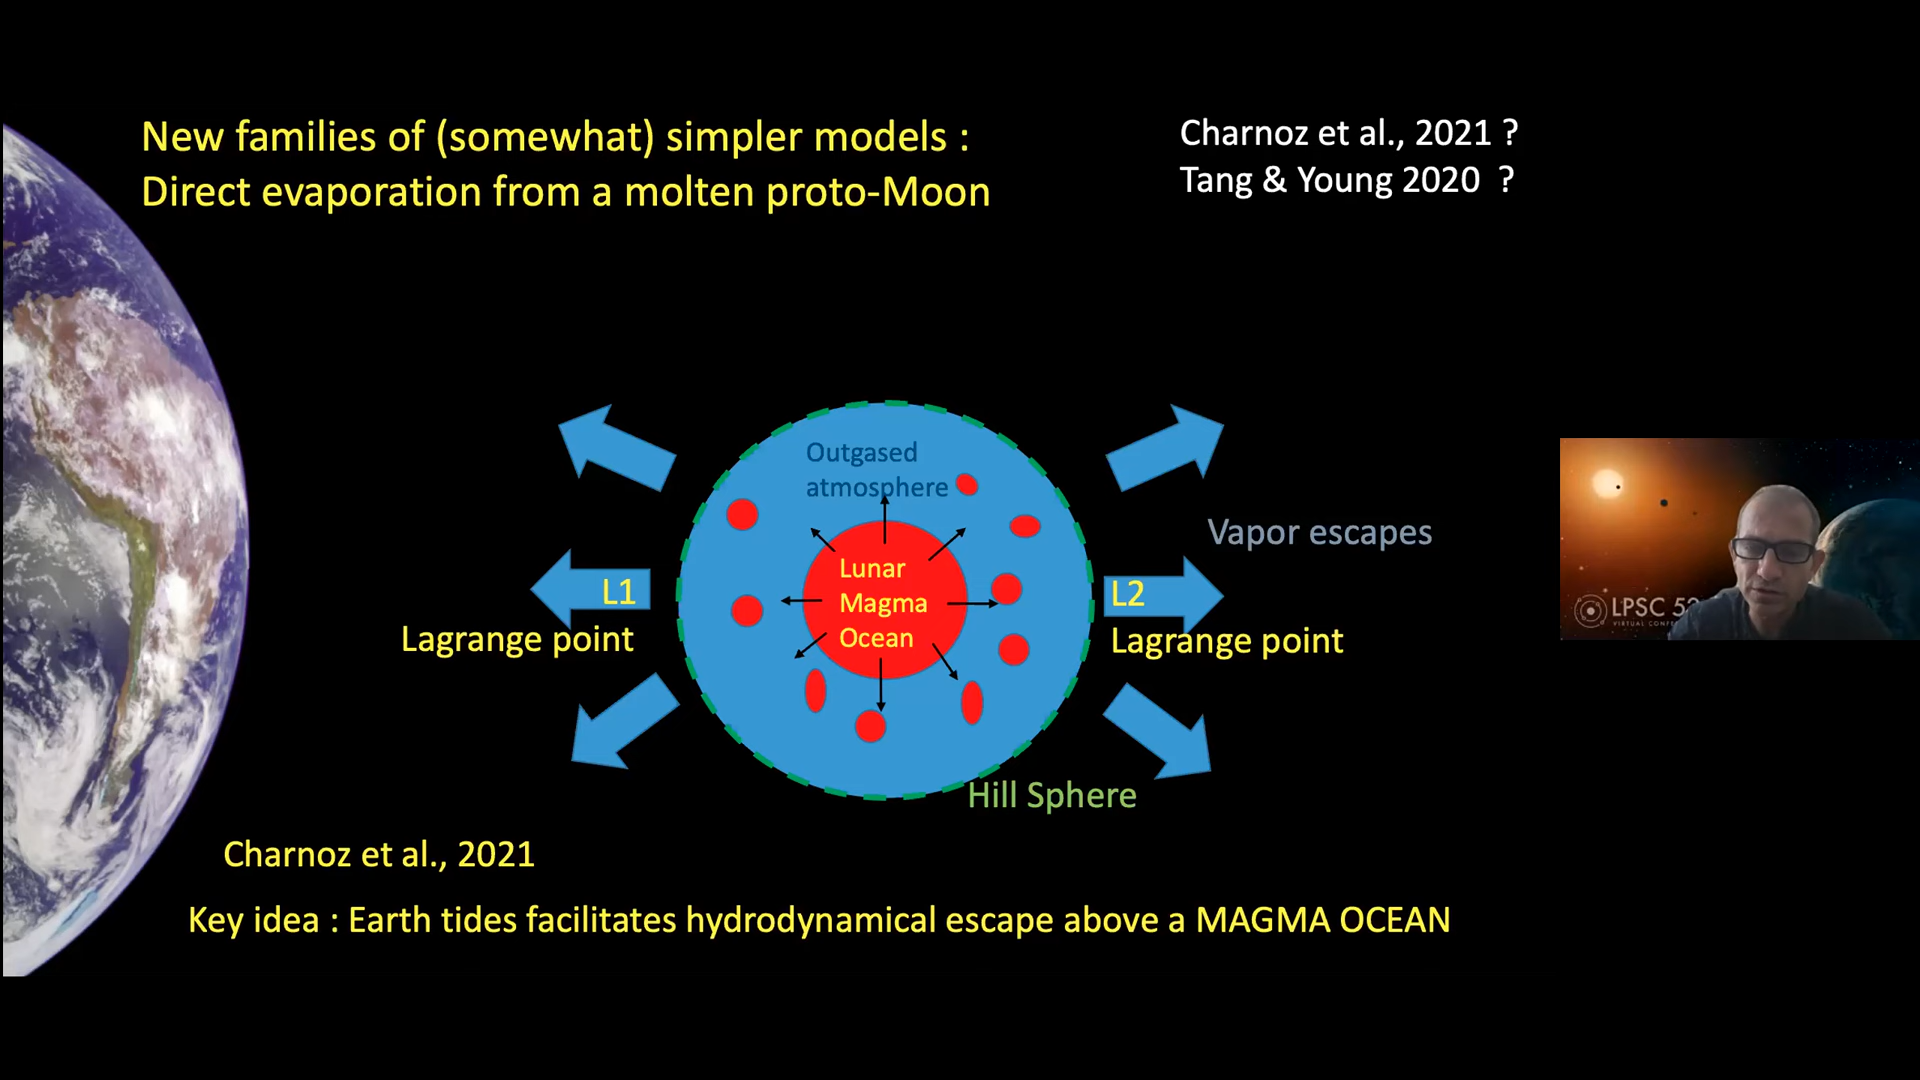 New families of (somewhat) simpler models :
Direct evaporation from a molten proto-Moon
Charnoz et al., 2021 ?
Tang & Young 2020 ?
Outgased
atmosphere
Lunar
Magma
Ocean
L1
Lagrange point
L2
Lagrange point
Vapor escapes
Hill Sphere
Charnoz et al., 2021
Key idea : Earth tides facilitates hydrodynamical escape above a MAGMA OCEAN
LPSC
VIRTUAL